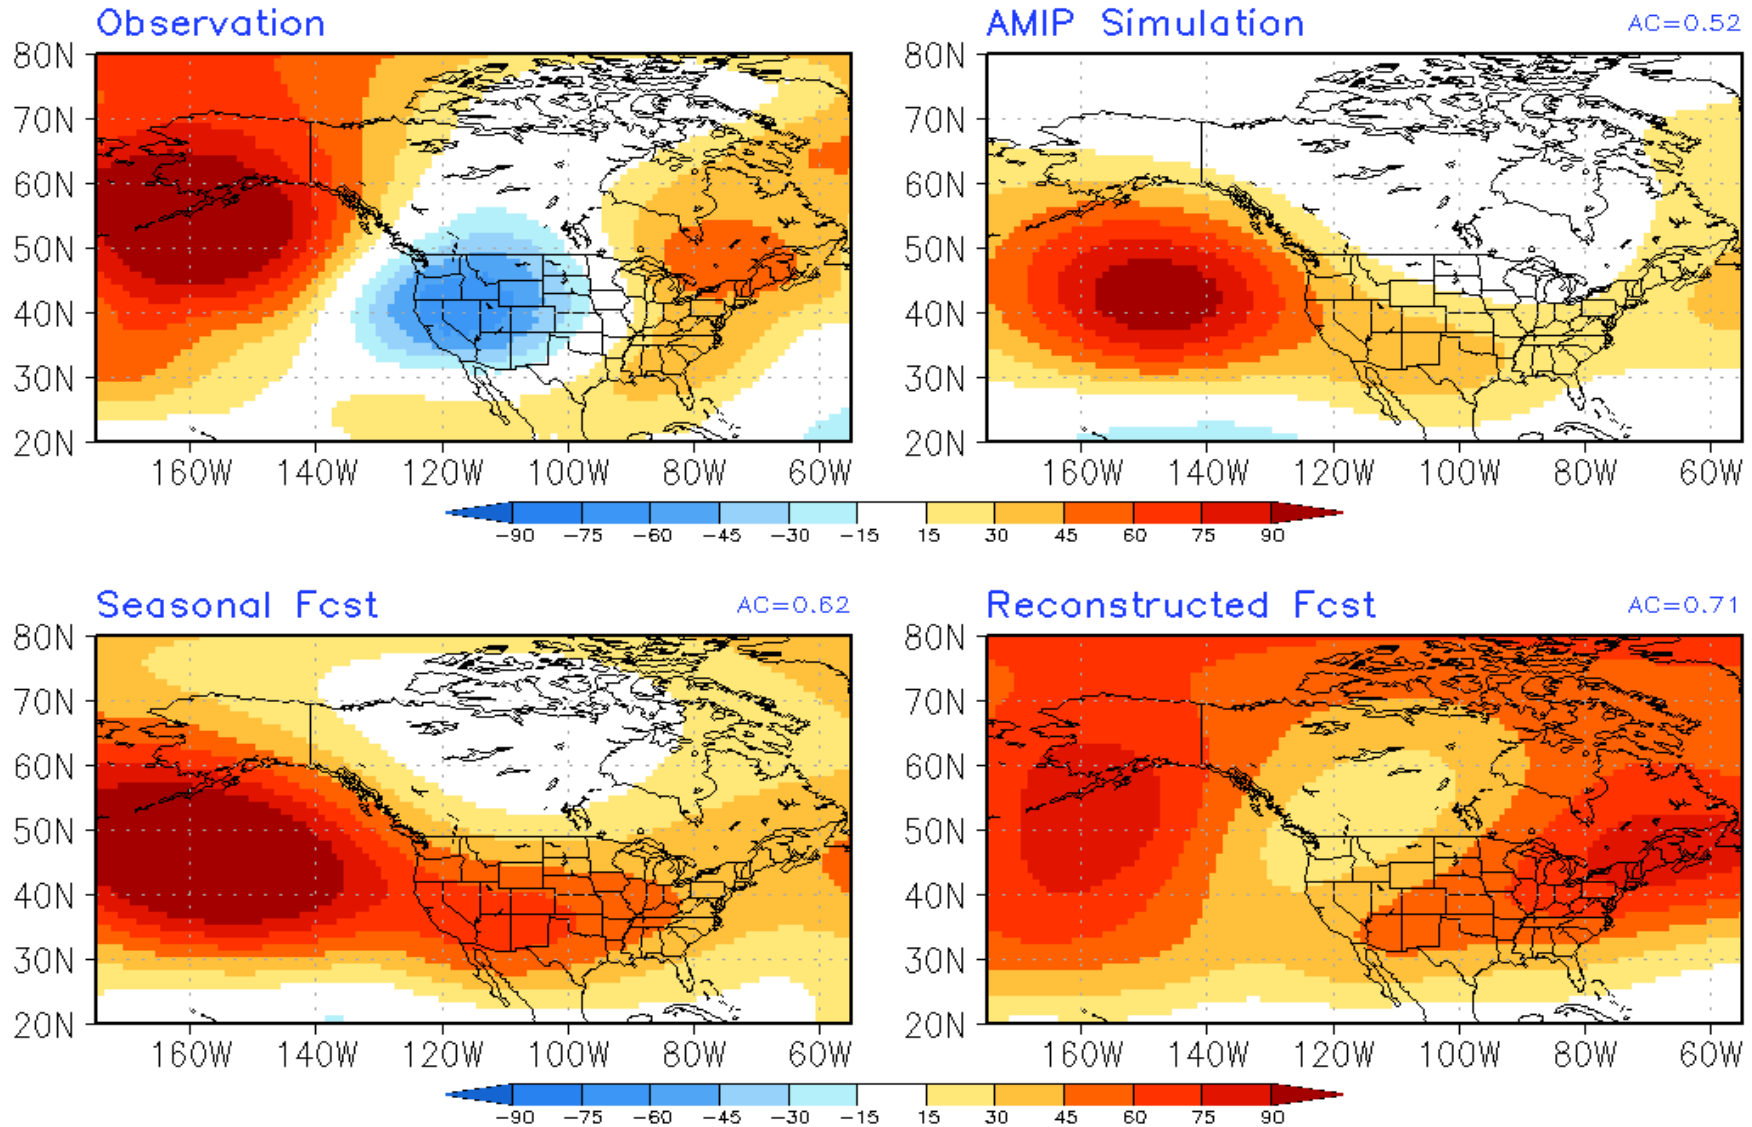 Observation
AMIP Simulation AC=0.52
80N 80N
70N 70N
60N 60N
50N 50N
40N 40N
30N 30N
20N 20N
160W 140W 120W 100W 80W 60W 160W 140W 120W 100W 80W 60W
-90 -75 -60 -45 -30 -15 15 30 45 60 75 90
Seasonal Fcst AC=0.62
Reconstructed Fcst AC=0.71
80N 80N
70N 70N
60N 60N
50N 50N
40N 40N
30N 30N
20N 20N
160W 140W 120W 100W 80W 60W 160W 140W 120W 100W 80W 60W
-90 -75 -60 -45 -30 -15 15 30 45 60 75 90